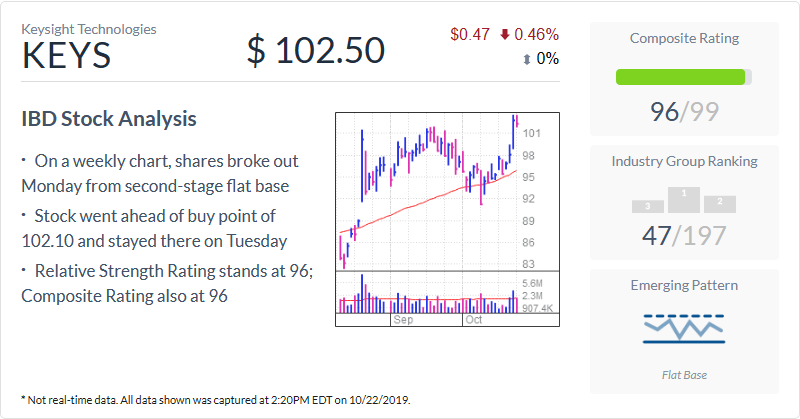 Keysight Technologies
KEYS
$ 102.50
$0.47 0.46%
0%
IBD Stock Analysis
· On a weekly chart, shares broke out
Monday from second-stage flat base
· Stock went ahead of buy point of
102.10 and stayed there on Tuesday
· Relative Strength Rating stands at 96;
Composite Rating also at 96
101
98
95
92
89
86
83
5.6M
2.3M
907.4K
Sep Oct
* Not real-time data. All data shown was captured at 2:20PM EDT on 10/22/2019.
Composite Rating
96/99
Industry Group Ranking
3 1 2
47/197
Emerging Pattern
Flat Base